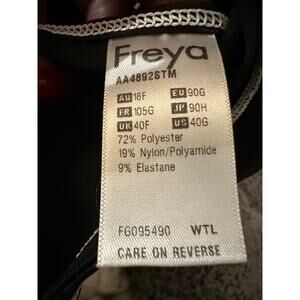 Freya
AA4892STM
AU 18F EU 90G
FR 105G JP 90H
UK 40F US 40G
72% Polyester
19% Nylon/Polyamide
9% Elastane
FG095490 WTL
CARE ON REVERSE